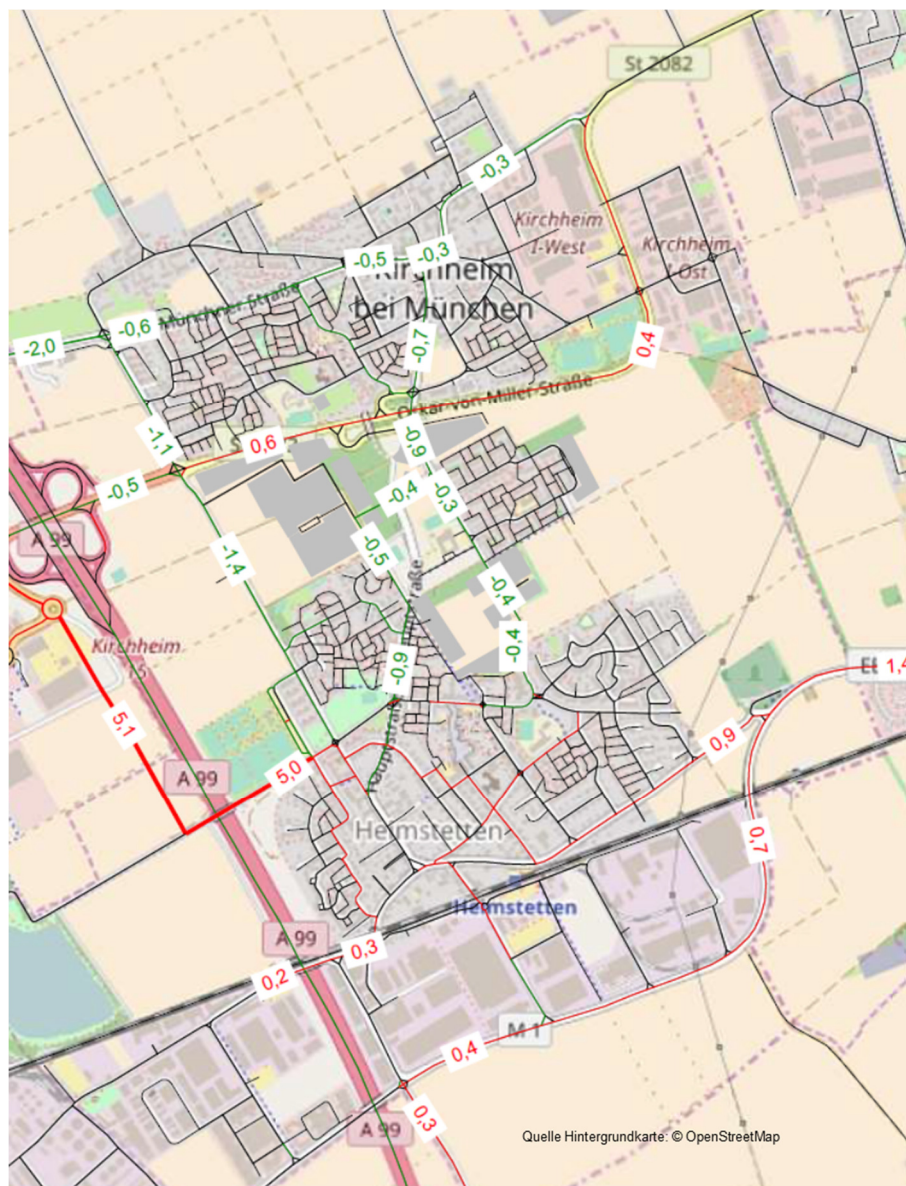 St 2082
-0,3
Kirchheim
I-West
Kirchheim
I-Ost
-0,3
-0,5
Kirchheim
bei München
Münchner Straße
-0,6
-2,0
-0,7
0,4
Oskar-von-Miller-Straße
-1,1
0,6
-0,9
-0,5
-0,4
-0,3
A 99
-1,4
-0,5
-0,4
Kirchheim
-0,4
-0,9
1,4
5,1
Hauptstraße
0,9
A 99
5,0
Heimstetten
0,7
Heimstetten
A 99
0,3
0,2
M 1
0,4
0,3
A 99
Quelle Hintergrundkarte: © OpenStreetMap